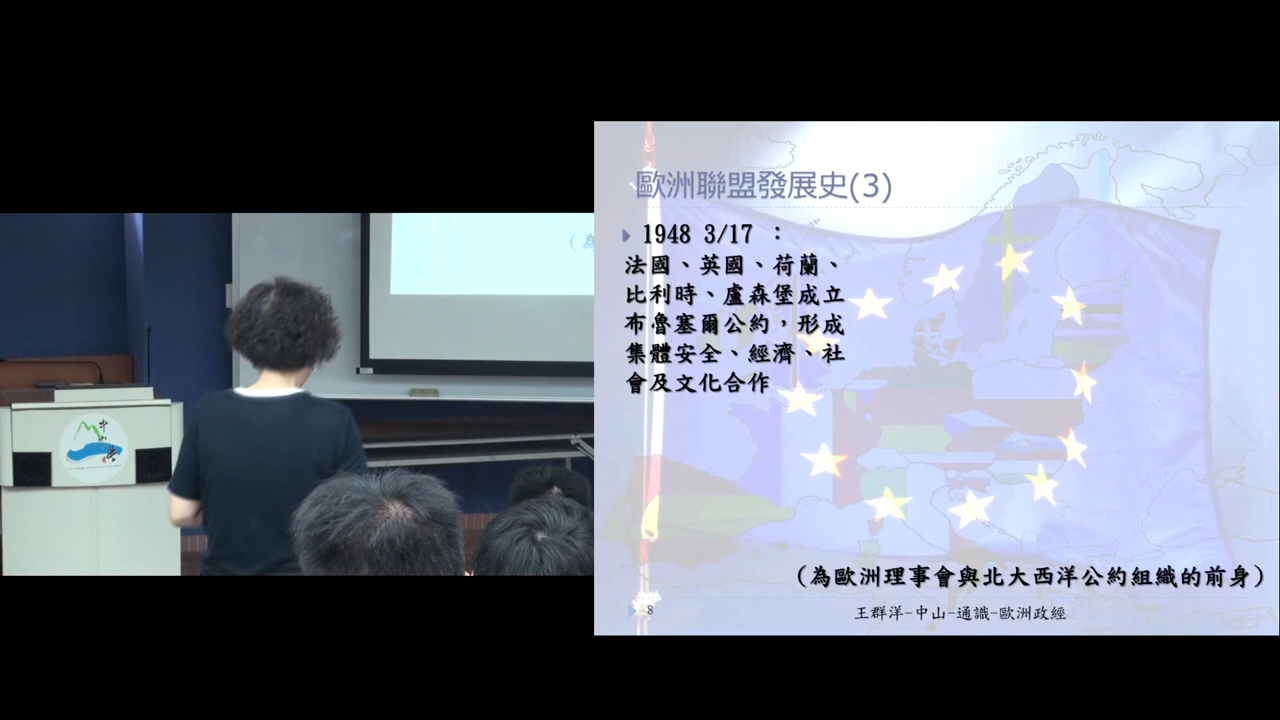 歐洲聯盟發展史(3)
1948 3/17 :
法國、英國、荷蘭、
比利時、盧森堡成立
布魯塞爾公約，形成
集體安全、經濟、社
會及文化合作
(為歐洲理事會與北大西洋公約組織的前身)
8
王群洋-中山-通識-歐洲政經
(為
中山